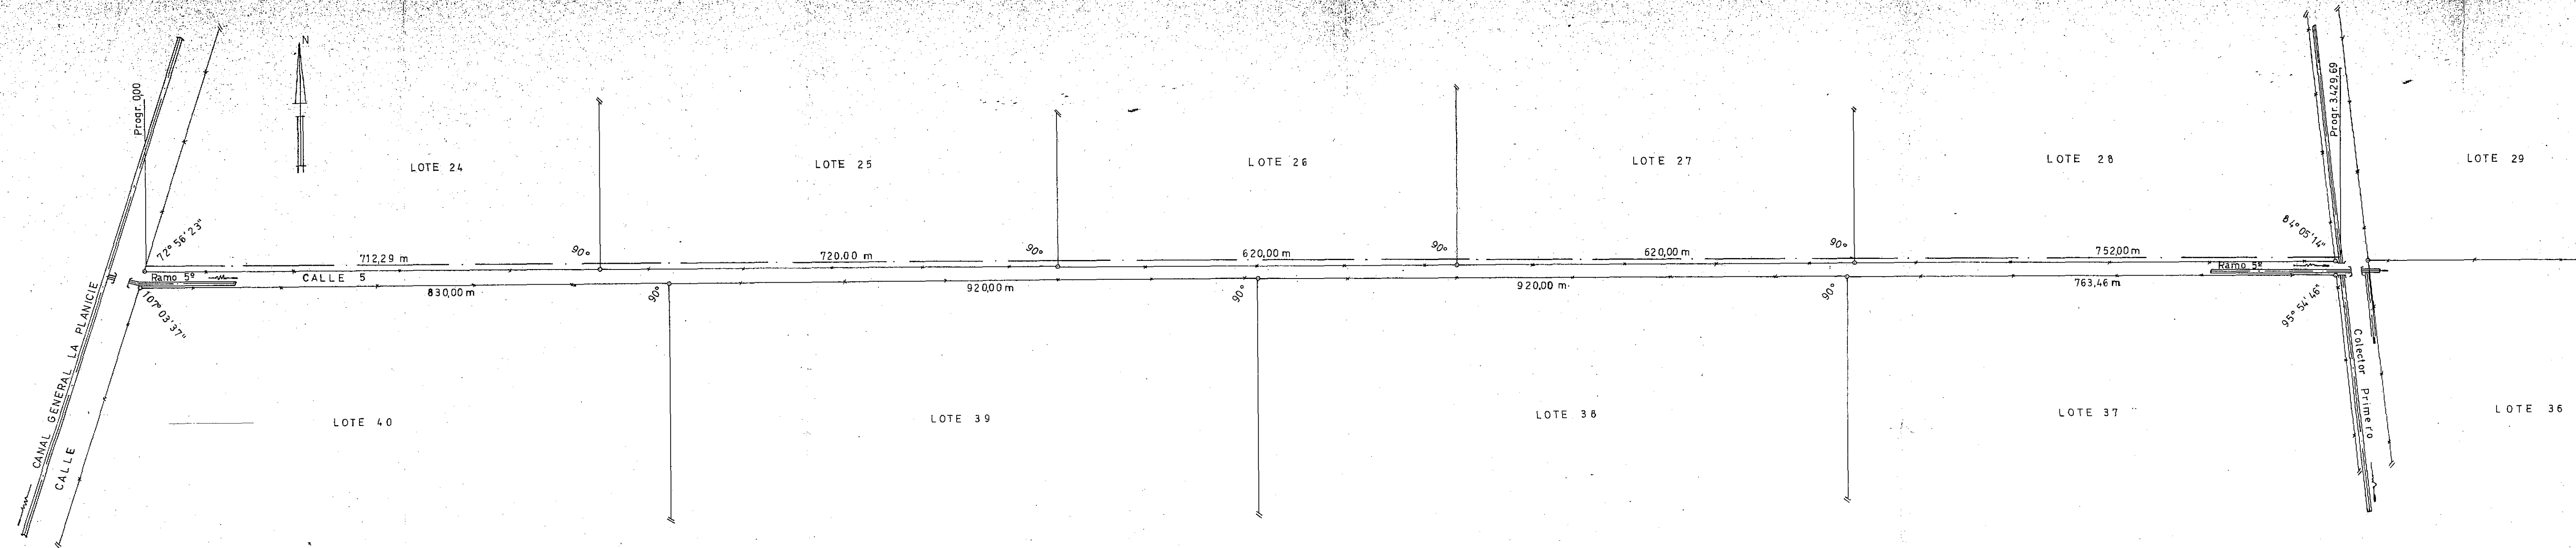 N
Progr. 0,00
Progr. 3.429,69
LOTE 24
LOTE 25
LOTE 26
LOTE 27
LOTE 28
LOTE 29
72° 56' 23"
90°
90°
90°
90°
84° 05' 14"
712,29 m
720.00 m
620,00 m
620,00 m
752,00 m
Ramo 5º
CALLE 5
Ramo 5º
830,00 m
920,00 m
920,00 m.
763,46 m
107° 03' 37"
90°
90°
90°
95° 54' 46"
CANAL GENERAL LA PLANICIE
CALLE
Colector Primero
LOTE 40
LOTE 39
LOTE 38
LOTE 37
LOTE 36